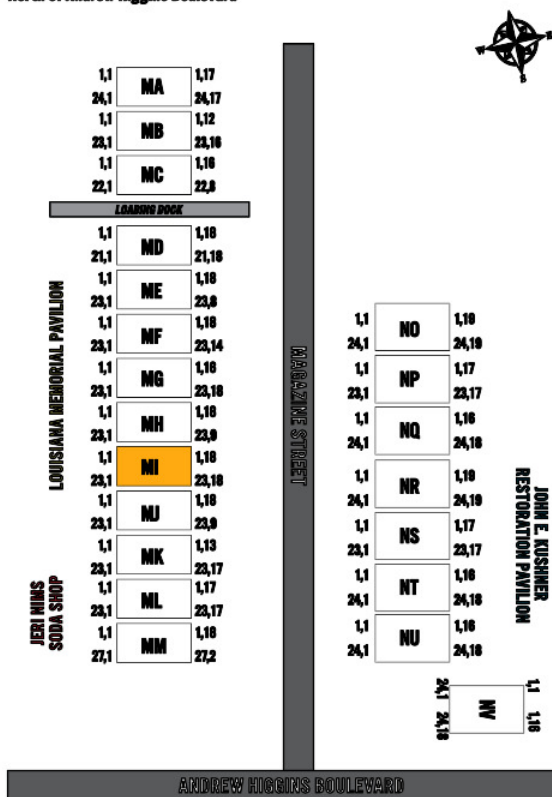 North of Andrew Higgins Boulevard
N
E
S
W
1,1 MA 1,17
24,1 24,17
1,1 MB 1,12
23,1 23,16
1,1 MC 1,16
22,1 22,8
LOADING DOCK
1,1 MD 1,18
21,1 21,18
1,1 ME 1,18
23,1 23,8
1,1 MF 1,18
23,1 23,14
1,1 MG 1,18
23,1 23,18
1,1 MH 1,18
23,1 23,9
1,1 MI 1,18
23,1 23,18
1,1 MJ 1,18
23,1 23,9
1,1 MK 1,13
23,1 23,17
1,1 ML 1,17
23,1 23,17
1,1 MM 1,18
27,1 27,2
LOUISIANA MEMORIAL PAVILION
JERI NIMS
SODA SHOP
MAGAZINE STREET
1,1 NO 1,19
24,1 24,19
1,1 NP 1,17
23,1 23,17
1,1 NQ 1,16
24,1 24,18
1,1 NR 1,19
24,1 24,19
1,1 NS 1,17
23,1 23,17
1,1 NT 1,16
24,1 24,18
1,1 NU 1,16
24,1 24,18
JOHN E. KUSHNER
RESTORATION PAVILION
24,1 1,1
NV
24,18 1,16
ANDREW HIGGINS BOULEVARD